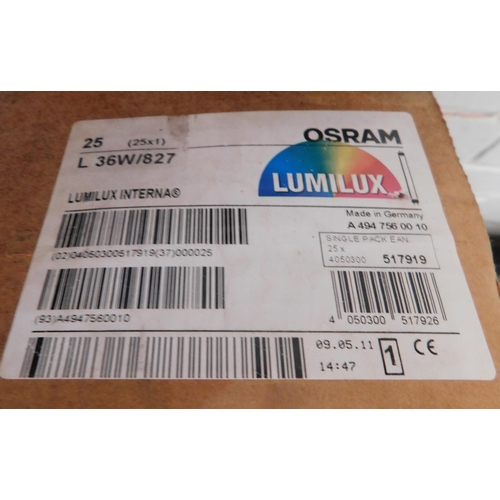 25 (25x1)
L 36W/827
OSRAM
LUMILUX
LUMILUX INTERNA®
Made in Germany
A 494 756 00 10
SINGLE PACK EAN:
25 x
4050300 517919
(02)04050300517919(37)000025
(93)A4947560010
4 050300 517926
09.05.11
14:47
1 CE